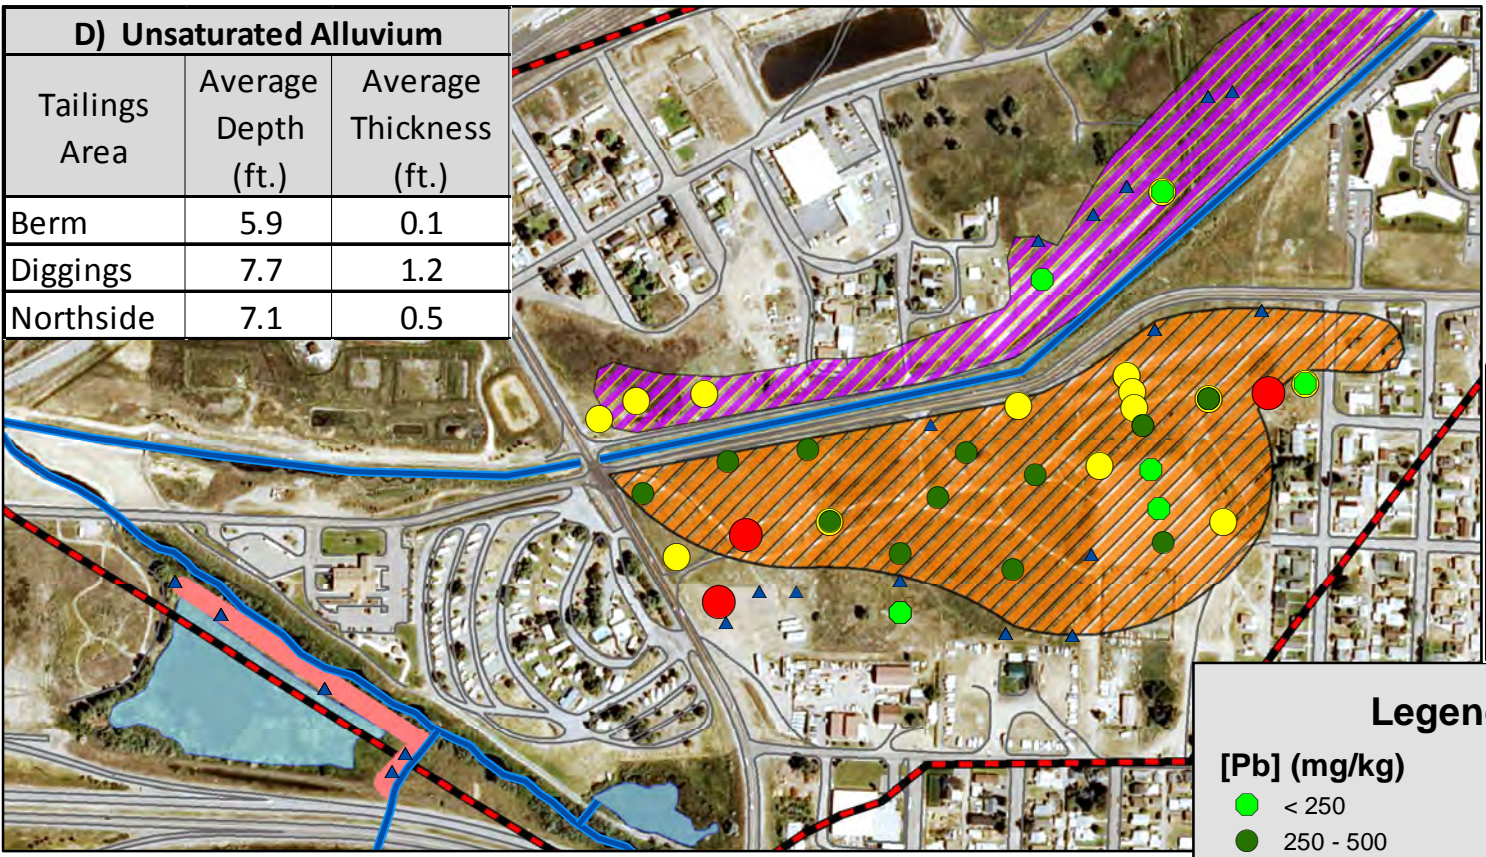 D) Unsaturated Alluvium
Tailings Area
Average Depth (ft.)
Average Thickness (ft.)
Berm 5.9 0.1
Diggings 7.7 1.2
Northside 7.1 0.5
Legen
[Pb] (mg/kg)
< 250
250 - 500